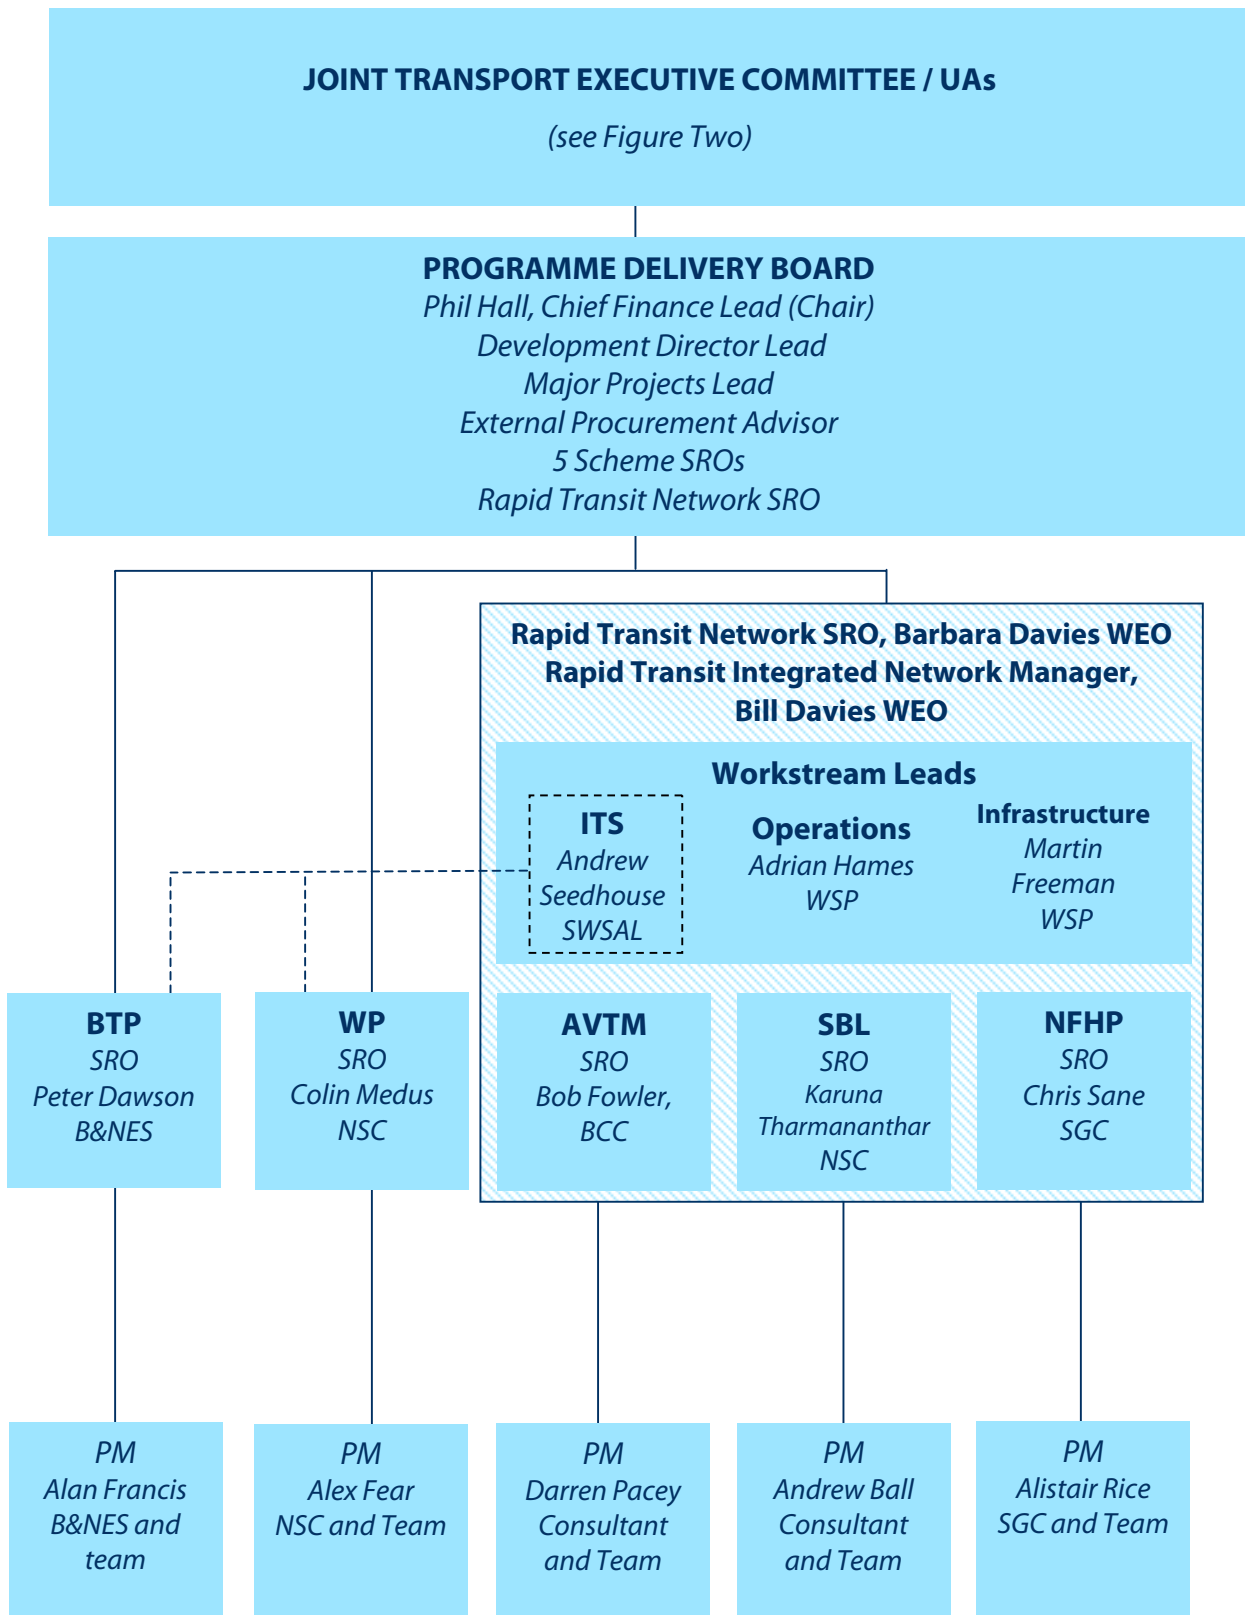 JOINT TRANSPORT EXECUTIVE COMMITTEE / UAs
(see Figure Two)
PROGRAMME DELIVERY BOARD
Phil Hall, Chief Finance Lead (Chair)
Development Director Lead
Major Projects Lead
External Procurement Advisor
5 Scheme SROs
Rapid Transit Network SRO
Rapid Transit Network SRO, Barbara Davies WEO
Rapid Transit Integrated Network Manager,
Bill Davies WEO
Workstream Leads
ITS
Andrew
Seedhouse
SWSAL
Operations
Adrian Hames
WSP
Infrastructure
Martin
Freeman
WSP
BTP
SRO
Peter Dawson
B&NES
WP
SRO
Colin Medus
NSC
AVTM
SRO
Bob Fowler,
BCC
SBL
SRO
Karuna
Tharmananthar
NSC
NFHP
SRO
Chris Sane
SGC
PM
Alan Francis
B&NES and
team
PM
Alex Fear
NSC and Team
PM
Darren Pacey
Consultant
and Team
PM
Andrew Ball
Consultant
and Team
PM
Alistair Rice
SGC and Team